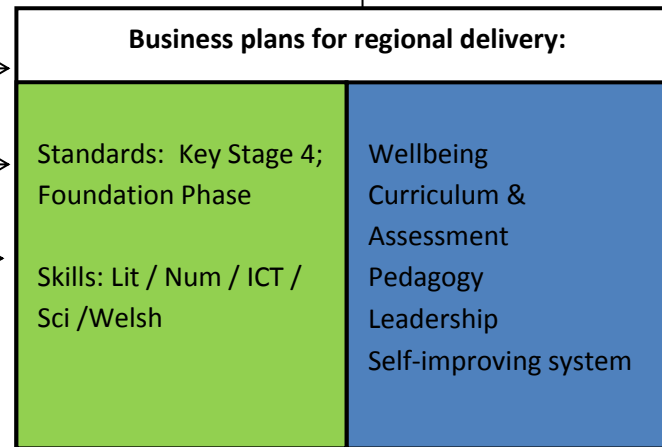 Business plans for regional delivery:
Standards:  Key Stage 4;
Foundation Phase
Skills: Lit / Num / ICT /
Sci /Welsh
Wellbeing
Curriculum &
Assessment
Pedagogy
Leadership
Self-improving system